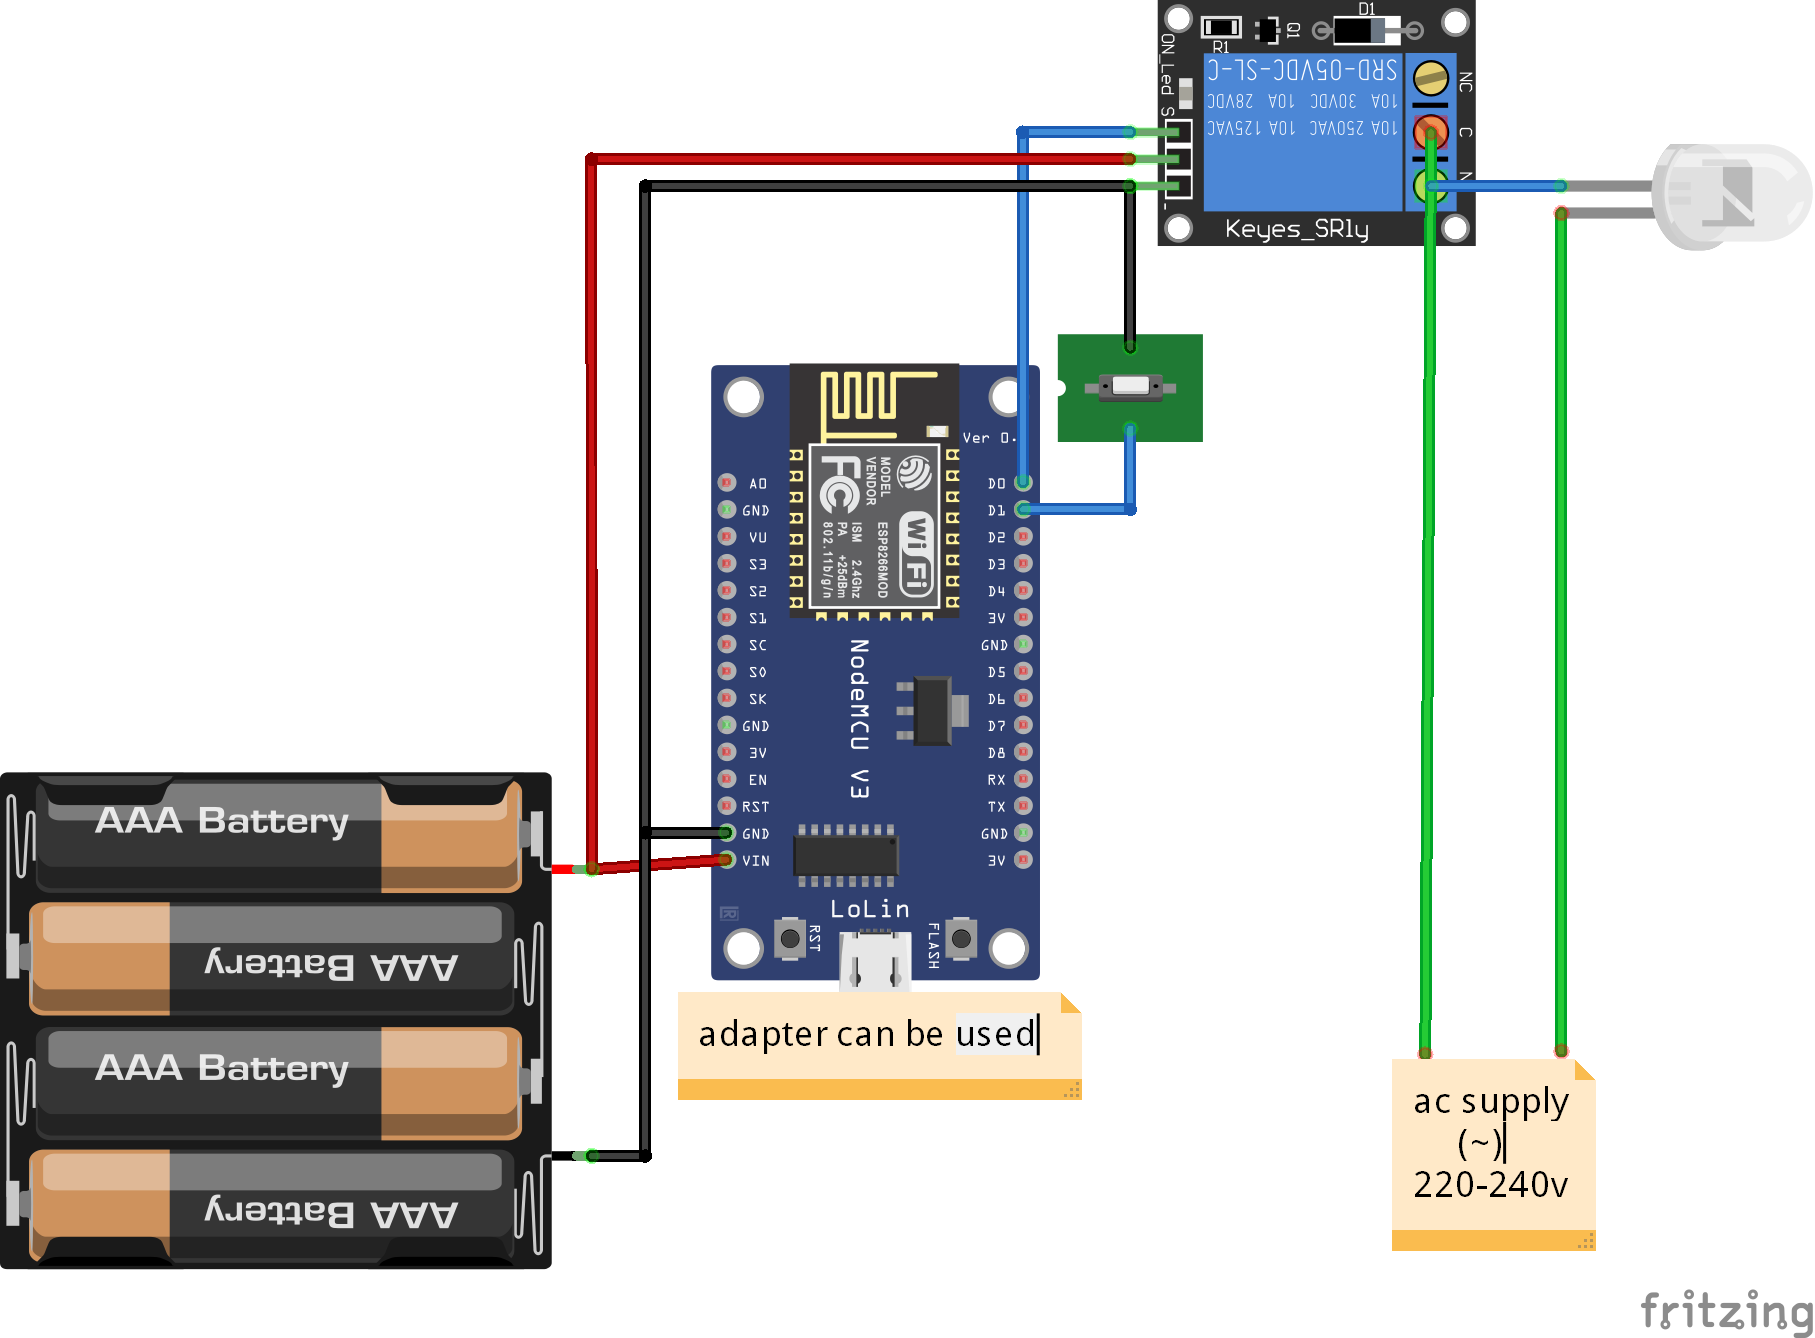 D1
R1
Q1
ON_Led
S
-
SRD-05VDC-SL-C
10A 30VDC 10A 28VDC
10A 250VAC 10A 125VAC
NC
C
N
Keyes_SRly
Ver 0.
MODEL
VENDOR
FC
ISM 2.4Ghz
PA +25dBm
802.11b/g/n
ESP8266MOD
WiFi
A0
GND
VU
S3
S2
S1
SC
S0
SK
GND
3V
EN
RST
GND
VIN
D0
D1
D2
D3
D4
3V
GND
D5
D6
D7
D8
RX
TX
GND
3V
NodeMCU V3
LoLin
RST
FLASH
AAA Battery
AAA Battery
AAA Battery
AAA Battery
adapter can be used
ac supply
(~)
220-240v
fritzing